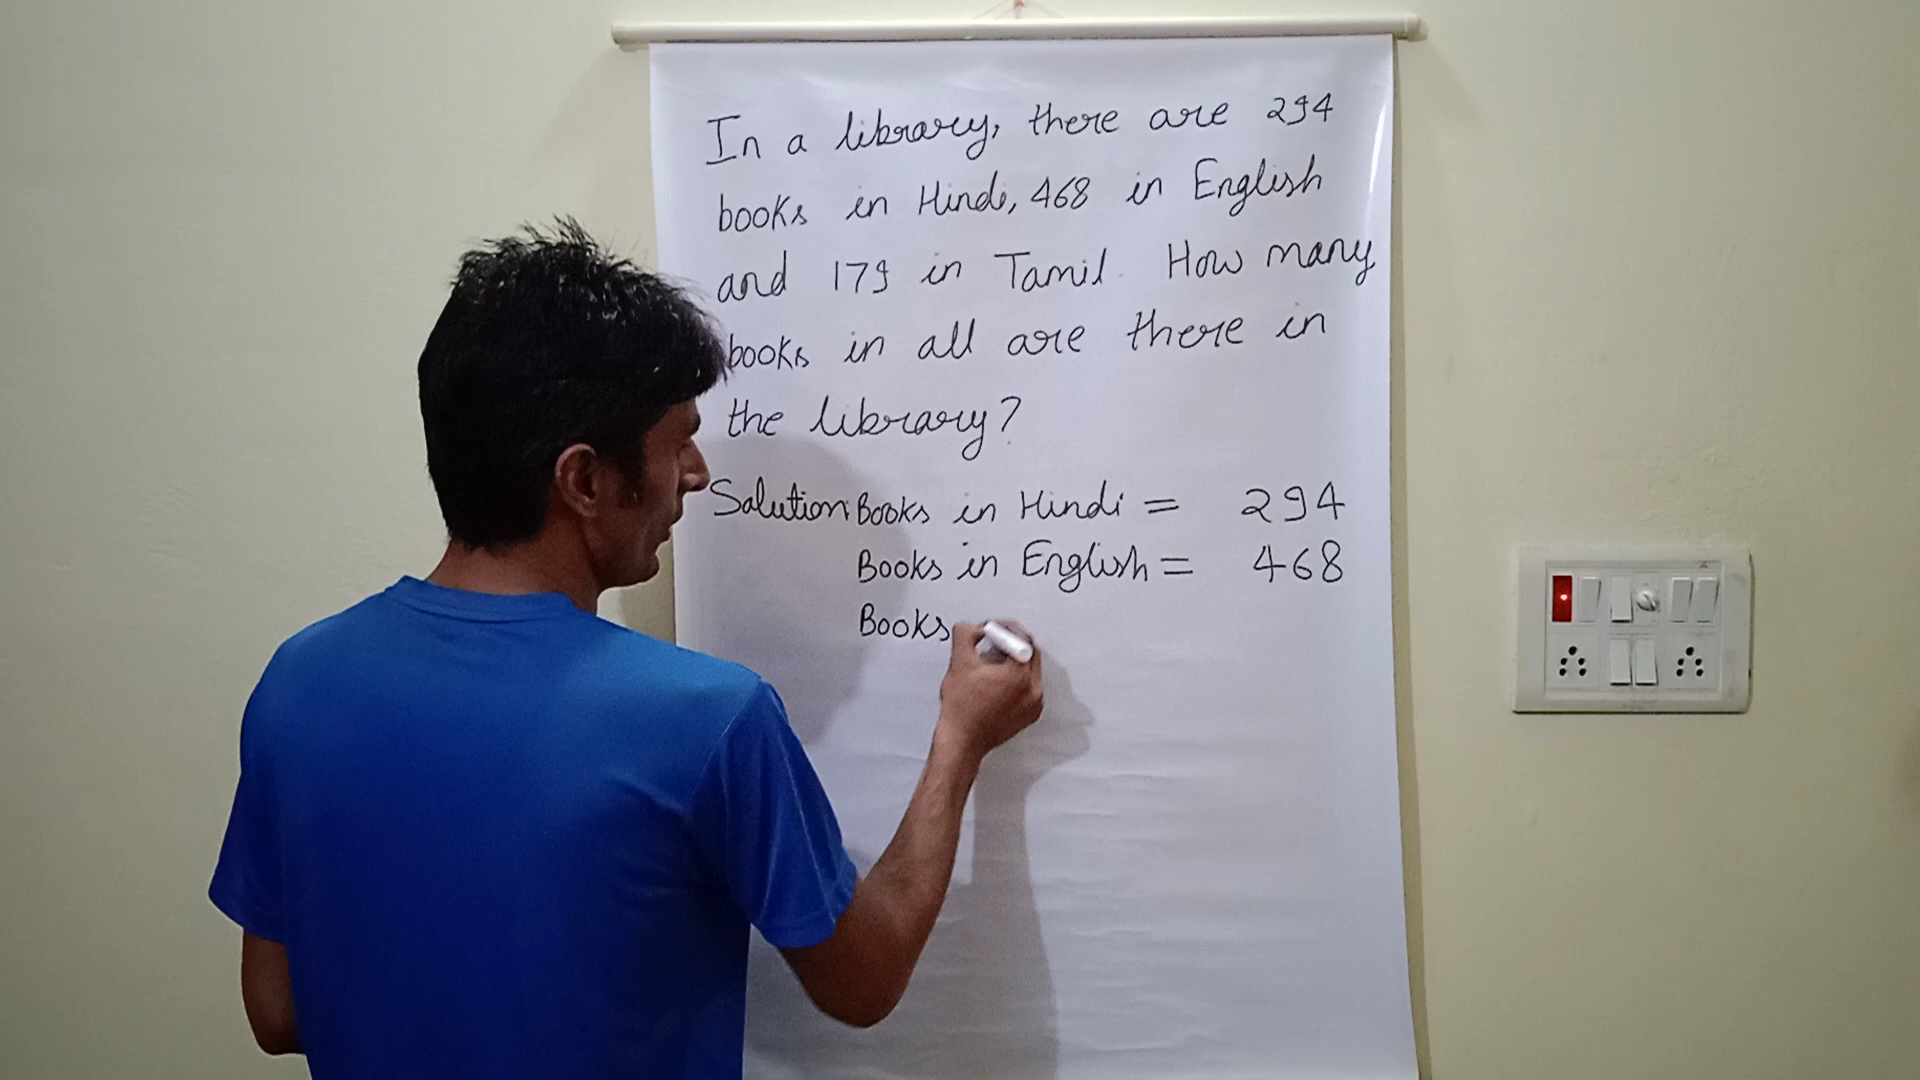 In a library, there are 294
books in Hindi, 468 in English
and 179 in Tamil. How many
books in all are there in
the library?
Solution: Books in Hindi = 294
Books in English = 468
Books